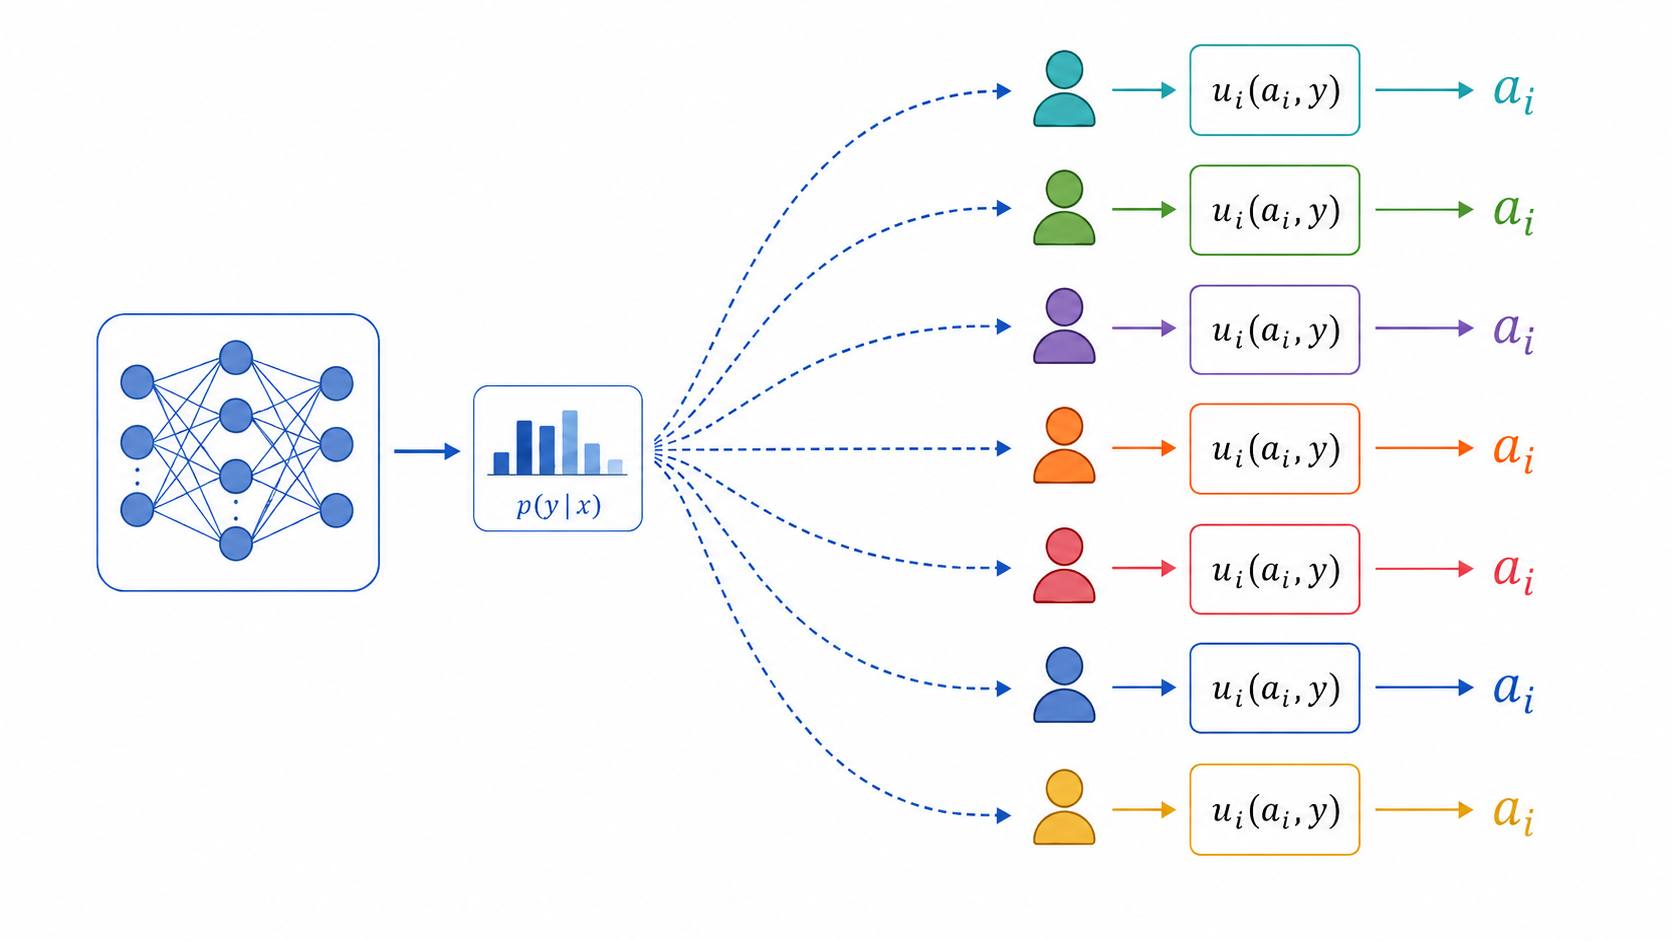 u_i(a_i, y)
a_i
u_i(a_i, y)
a_i
u_i(a_i, y)
a_i
p(y|x)
u_i(a_i, y)
a_i
u_i(a_i, y)
a_i
u_i(a_i, y)
a_i
u_i(a_i, y)
a_i